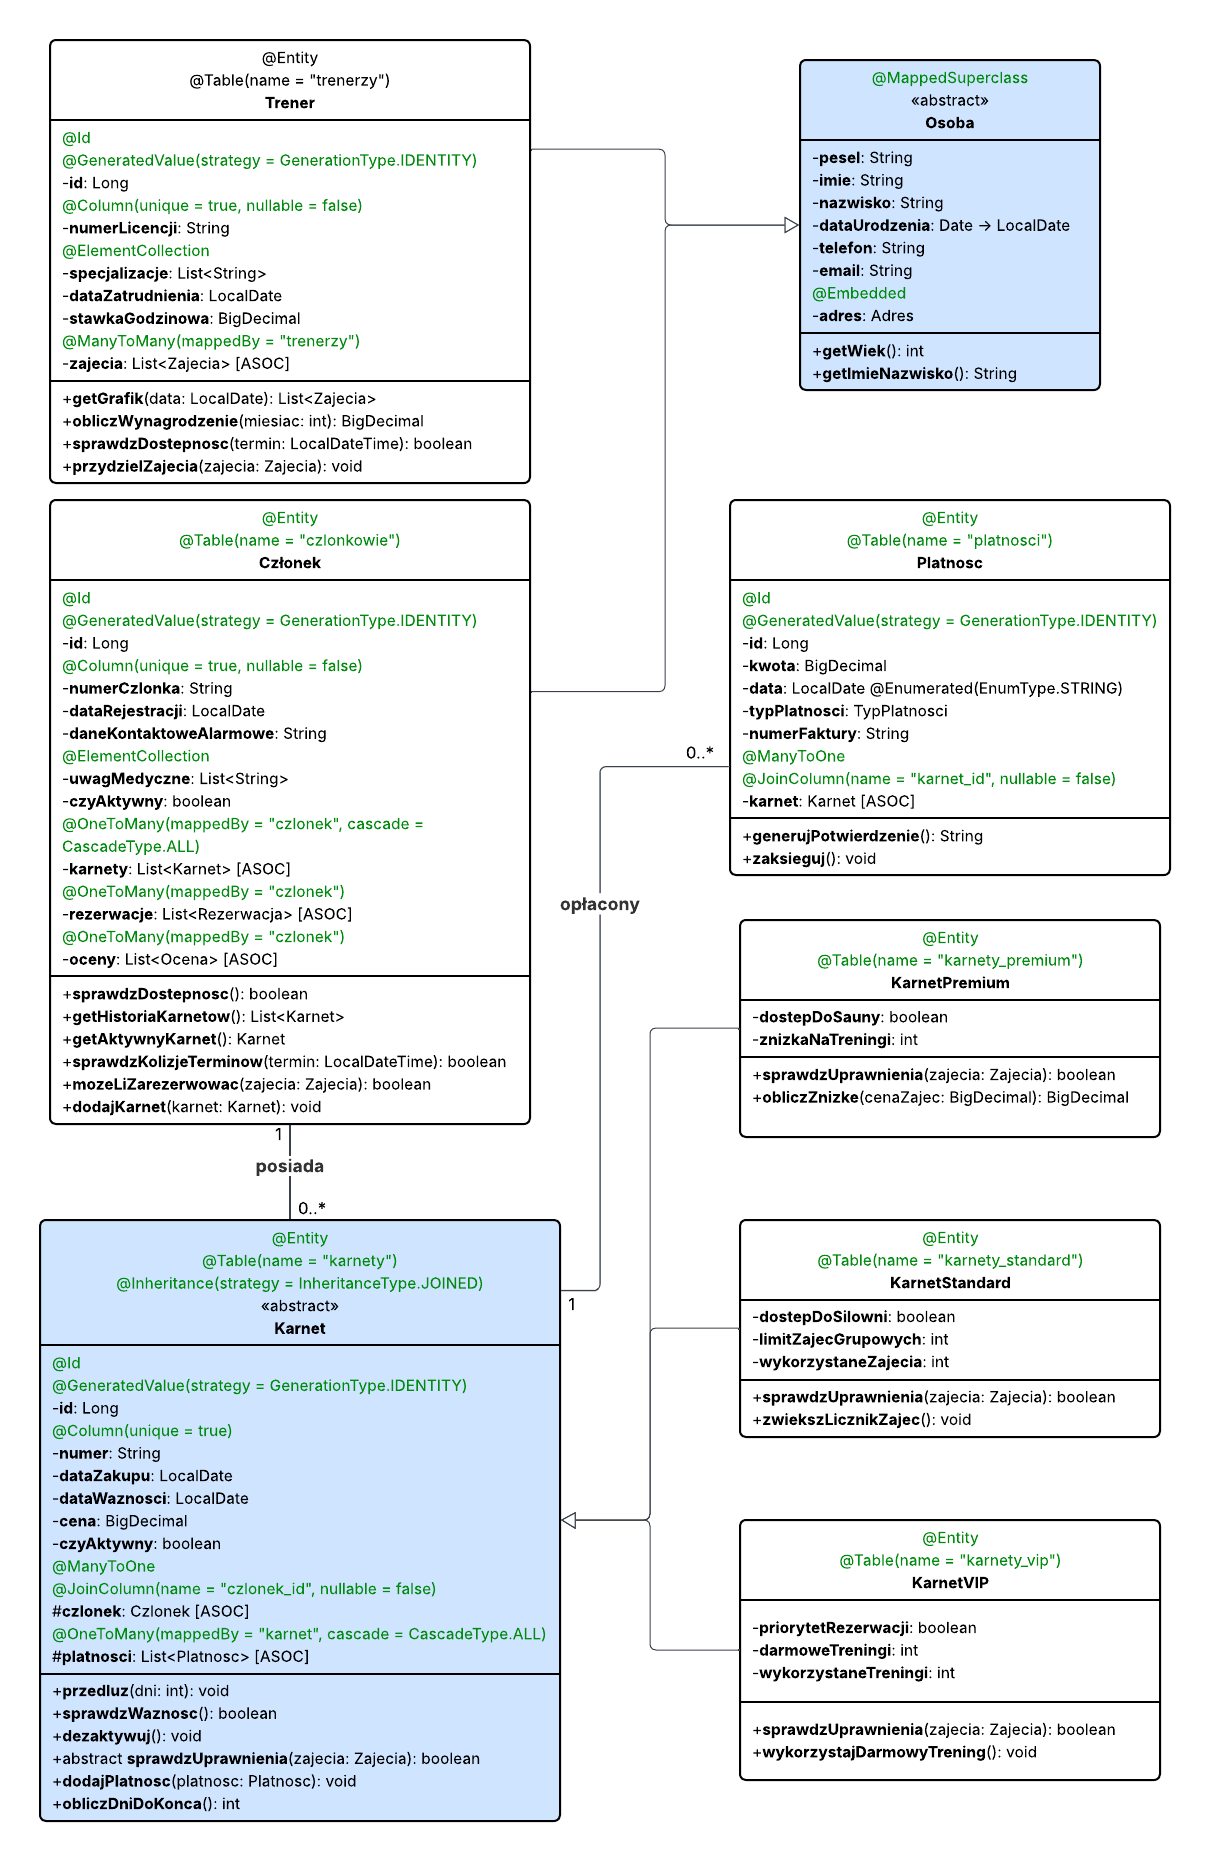 @Entity
@Table(name = "trenerzy")
Trener
@Id
@GeneratedValue(strategy = GenerationType.IDENTITY)
-id: Long
@Column(unique = true, nullable = false)
-numerLicencji: String
@ElementCollection
-specjalizacje: List<String>
-dataZatrudnienia: LocalDate
-stawkaGodzinowa: BigDecimal
@ManyToMany(mappedBy = "trenerzy")
-zajecia: List<Zajecia> [ASOC]
+getGrafik(data: LocalDate): List<Zajecia>
+obliczWynagrodzenie(miesiac: int): BigDecimal
+sprawdzDostepnosc(termin: LocalDateTime): boolean
+przydzielZajecia(zajecia: Zajecia): void
@MappedSuperclass
«abstract»
Osoba
-pesel: String
-imie: String
-nazwisko: String
-dataUrodzenia: Date → LocalDate
-telefon: String
-email: String
@Embedded
-adres: Adres
+getWiek(): int
+getImieNazwisko(): String
@Entity
@Table(name = "czlonkowie")
Członek
@Id
@GeneratedValue(strategy = GenerationType.IDENTITY)
-id: Long
@Column(unique = true, nullable = false)
-numerCzlonka: String
-dataRejestracji: LocalDate
-daneKontaktoweAlarmowe: String
@ElementCollection
-uwagMedyczne: List<String>
-czyAktywny: boolean
@OneToMany(mappedBy = "czlonek", cascade =
CascadeType.ALL)
-karnety: List<Karnet> [ASOC]
@OneToMany(mappedBy = "czlonek")
-rezerwacje: List<Rezerwacja> [ASOC]
@OneToMany(mappedBy = "czlonek")
-oceny: List<Ocena> [ASOC]
+sprawdzDostepnosc(): boolean
+getHistoriaKarnetow(): List<Karnet>
+getAktywnyKarnet(): Karnet
+sprawdzKolizjeTerminow(termin: LocalDateTime): boolean
+mozeLiZarezerwowac(zajecia: Zajecia): boolean
+dodajKarnet(karnet: Karnet): void
@Entity
@Table(name = "platnosci")
Platnosc
@Id
@GeneratedValue(strategy = GenerationType.IDENTITY)
-id: Long
-kwota: BigDecimal
-data: LocalDate @Enumerated(EnumType.STRING)
-typPlatnosci: TypPlatnosci
-numerFaktury: String
@ManyToOne
@JoinColumn(name = "karnet_id", nullable = false)
-karnet: Karnet [ASOC]
+generujPotwierdzenie(): String
+zaksieguj(): void
0..*
opłacony
1
1
posiada
0..*
@Entity
@Table(name = "karnety_premium")
KarnetPremium
-dostepDoSauny: boolean
-znizkaNaTreningi: int
+sprawdzUprawnienia(zajecia: Zajecia): boolean
+obliczZnizke(cenaZajec: BigDecimal): BigDecimal
@Entity
@Table(name = "karnety")
@Inheritance(strategy = InheritanceType.JOINED)
«abstract»
Karnet
@Id
@GeneratedValue(strategy = GenerationType.IDENTITY)
-id: Long
@Column(unique = true)
-numer: String
-dataZakupu: LocalDate
-dataWaznosci: LocalDate
-cena: BigDecimal
-czyAktywny: boolean
@ManyToOne
@JoinColumn(name = "czlonek_id", nullable = false)
#czlonek: Czlonek [ASOC]
@OneToMany(mappedBy = "karnet", cascade = CascadeType.ALL)
#platnosci: List<Platnosc> [ASOC]
+przedluz(dni: int): void
+sprawdzWaznosc(): boolean
+dezaktywuj(): void
+abstract sprawdzUprawnienia(zajecia: Zajecia): boolean
+dodajPlatnosc(platnosc: Platnosc): void
+obliczDniDoKonca(): int
@Entity
@Table(name = "karnety_standard")
KarnetStandard
-dostepDoSilowni: boolean
-limitZajecGrupowych: int
-wykorzystaneZajecia: int
+sprawdzUprawnienia(zajecia: Zajecia): boolean
+zwiekszLicznikZajec(): void
@Entity
@Table(name = "karnety_vip")
KarnetVIP
-priorytetRezerwacji: boolean
-darmoweTreningi: int
-wykorzystaneTreningi: int
+sprawdzUprawnienia(zajecia: Zajecia): boolean
+wykorzystajDarmowyTrening(): void